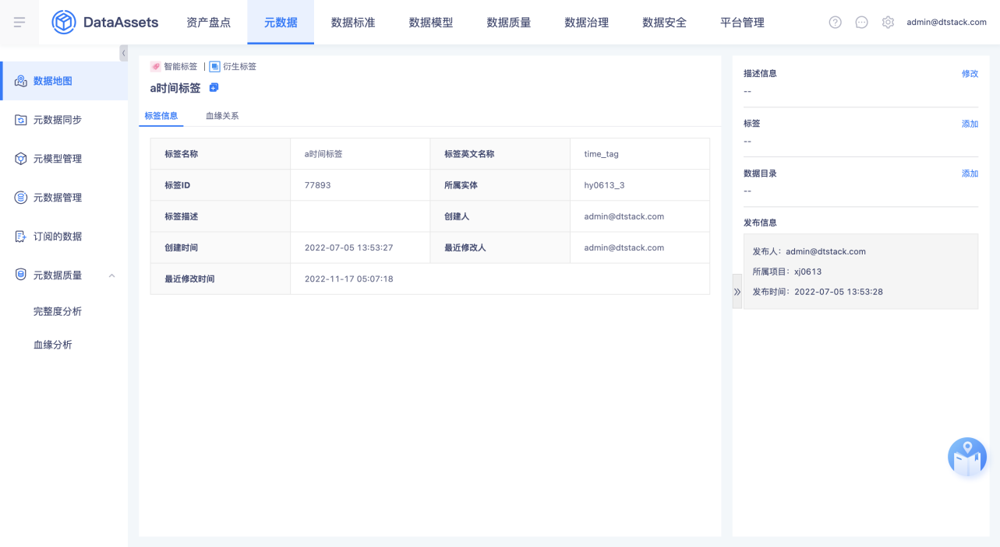 DataAssets
资产盘点
元数据
数据标准
数据模型
数据质量
数据治理
数据安全
平台管理
admin@dtstack.com
数据地图
元数据同步
元模型管理
元数据管理
订阅的数据
元数据质量
完整度分析
血缘分析
智能标签 | 衍生标签
a时间标签
标签信息
血缘关系
标签名称 a时间标签 标签英文名称 time_tag
标签ID 77893 所属实体 hy0613_3
标签描述 创建人 admin@dtstack.com
创建时间 2022-07-05 13:53:27 最近修改人 admin@dtstack.com
最近修改时间 2022-11-17 05:07:18
描述信息 修改
--
标签 添加
--
数据目录 添加
--
发布信息
发布人：admin@dtstack.com
所属项目：xj0613
发布时间：2022-07-05 13:53:28